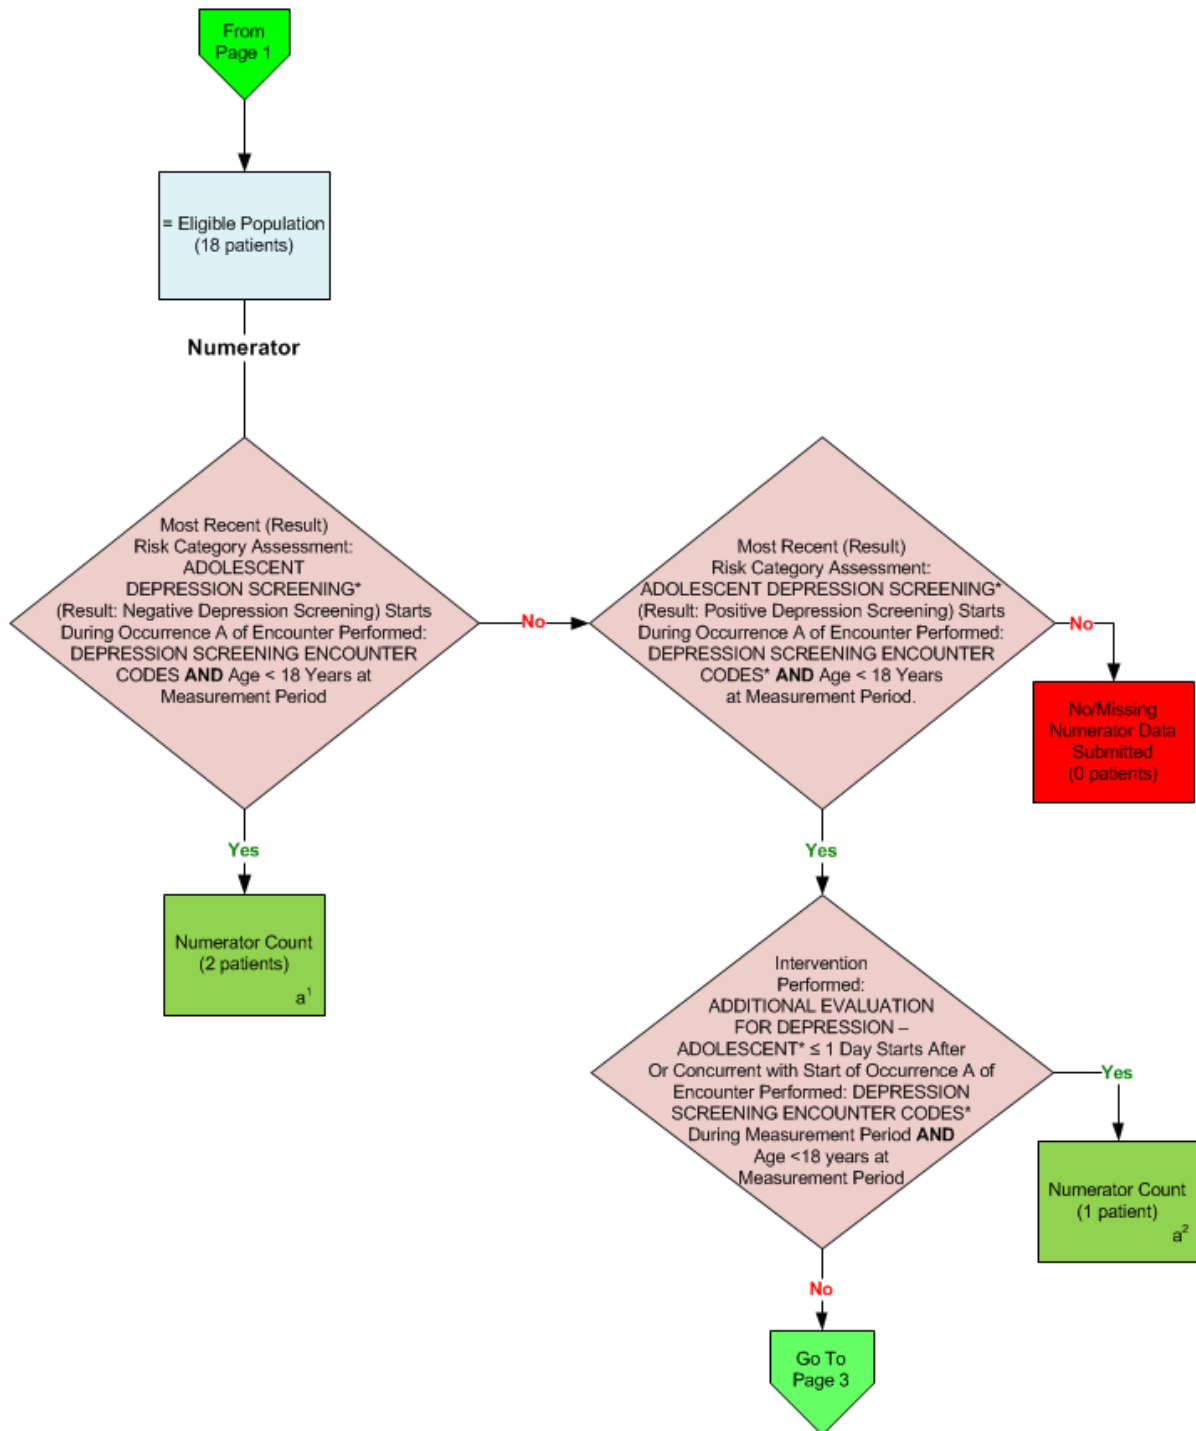 From
Page 1
= Eligible Population
(18 patients)
Numerator
Most Recent (Result)
Risk Category Assessment:
ADOLESCENT
DEPRESSION SCREENING*
(Result: Negative Depression Screening) Starts
During Occurrence A of Encounter Performed:
DEPRESSION SCREENING ENCOUNTER
CODES AND Age < 18 Years at
Measurement Period
No
Most Recent (Result)
Risk Category Assessment:
ADOLESCENT DEPRESSION SCREENING*
(Result: Positive Depression Screening) Starts
During Occurrence A of Encounter Performed:
DEPRESSION SCREENING ENCOUNTER
CODES* AND Age < 18 Years
at Measurement Period.
No
No/Missing
Numerator Data
Submitted
(0 patients)
Yes
Numerator Count
(2 patients)
a¹
Yes
Intervention
Performed:
ADDITIONAL EVALUATION
FOR DEPRESSION –
ADOLESCENT* ≤ 1 Day Starts After
Or Concurrent with Start of Occurrence A of
Encounter Performed: DEPRESSION
SCREENING ENCOUNTER CODES*
During Measurement Period AND
Age <18 years at
Measurement Period
Yes
Numerator Count
(1 patient)
a²
No
Go To
Page 3